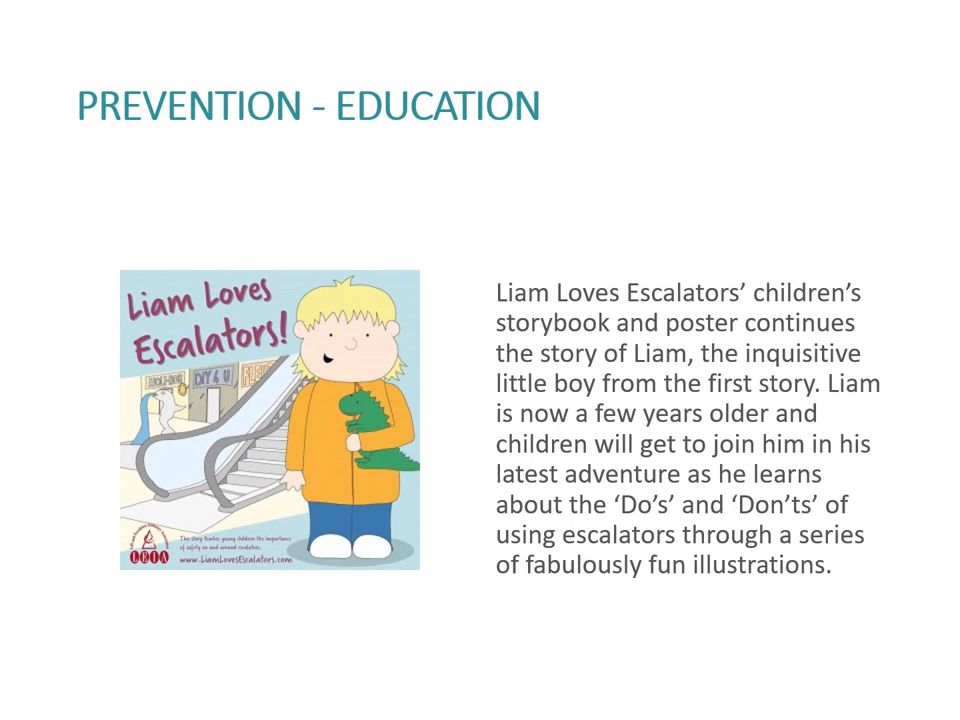 PREVENTION - EDUCATION
Liam Loves
Escalators!
DIY 4 U
The story teaches young children the importance
of safety on and around escalators.
www.LiamLovesEscalators.com
LEIA
Liam Loves Escalators’ children’s
storybook and poster continues
the story of Liam, the inquisitive
little boy from the first story. Liam
is now a few years older and
children will get to join him in his
latest adventure as he learns
about the ‘Do’s’ and ‘Don’ts’ of
using escalators through a series
of fabulously fun illustrations.